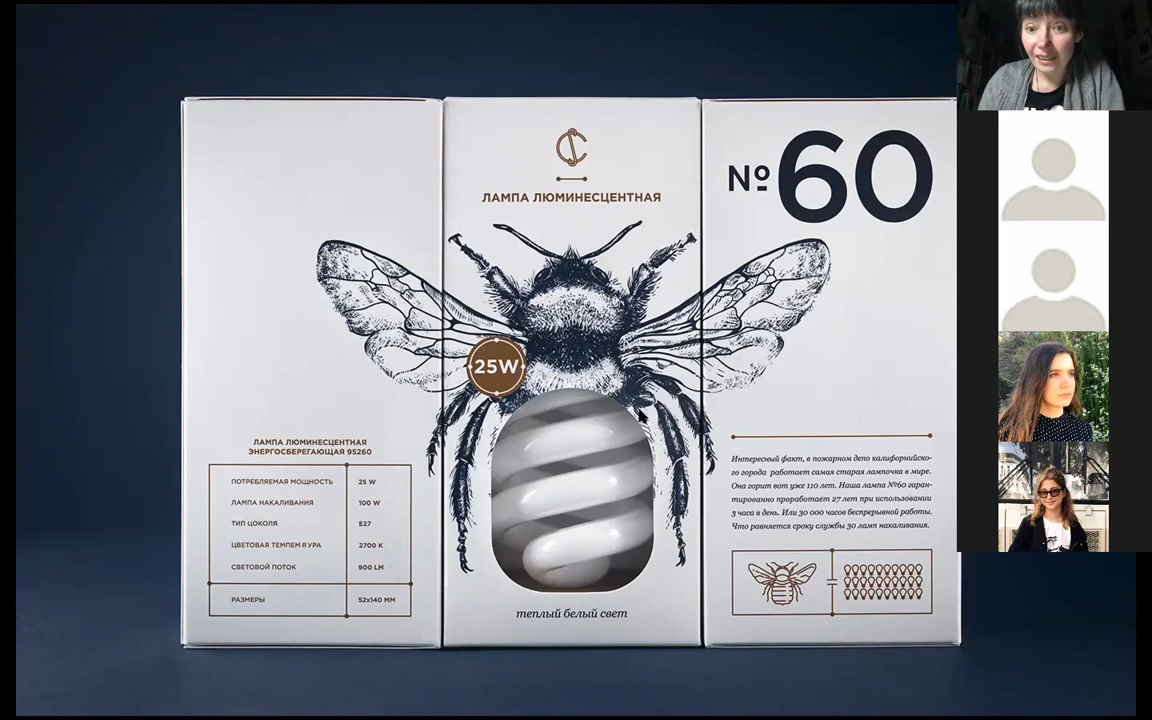 ЛАМПА ЛЮМИНЕСЦЕНТНАЯ
№60
25W
ЛАМПА ЛЮМИНЕСЦЕНТНАЯ
ЭНЕРГОСБЕРЕГАЮЩАЯ 95260
ПОТРЕБЛЯЕМАЯ МОЩНОСТЬ 25 W
ЛАМПА НАКАЛИВАНИЯ 100 W
ТИП ЦОКОЛЯ E27
ЦВЕТОВАЯ 2700 K
СВЕТОВОЙ ПОТОК 900 LM
РАЗМЕРЫ 52x140 MM
теплый белый свет
Интересный факт, в пожарном депо калифорнийско-
го города работает самая старая лампочка в мире.
Она горит вот уже 110 лет. Наша лампа №60 гаран-
тированно проработает 27 лет при использовании
3 часа в день. Или 30 000 часов беспрерывной работы.
Что равняется сроку службы 30 ламп накаливания.